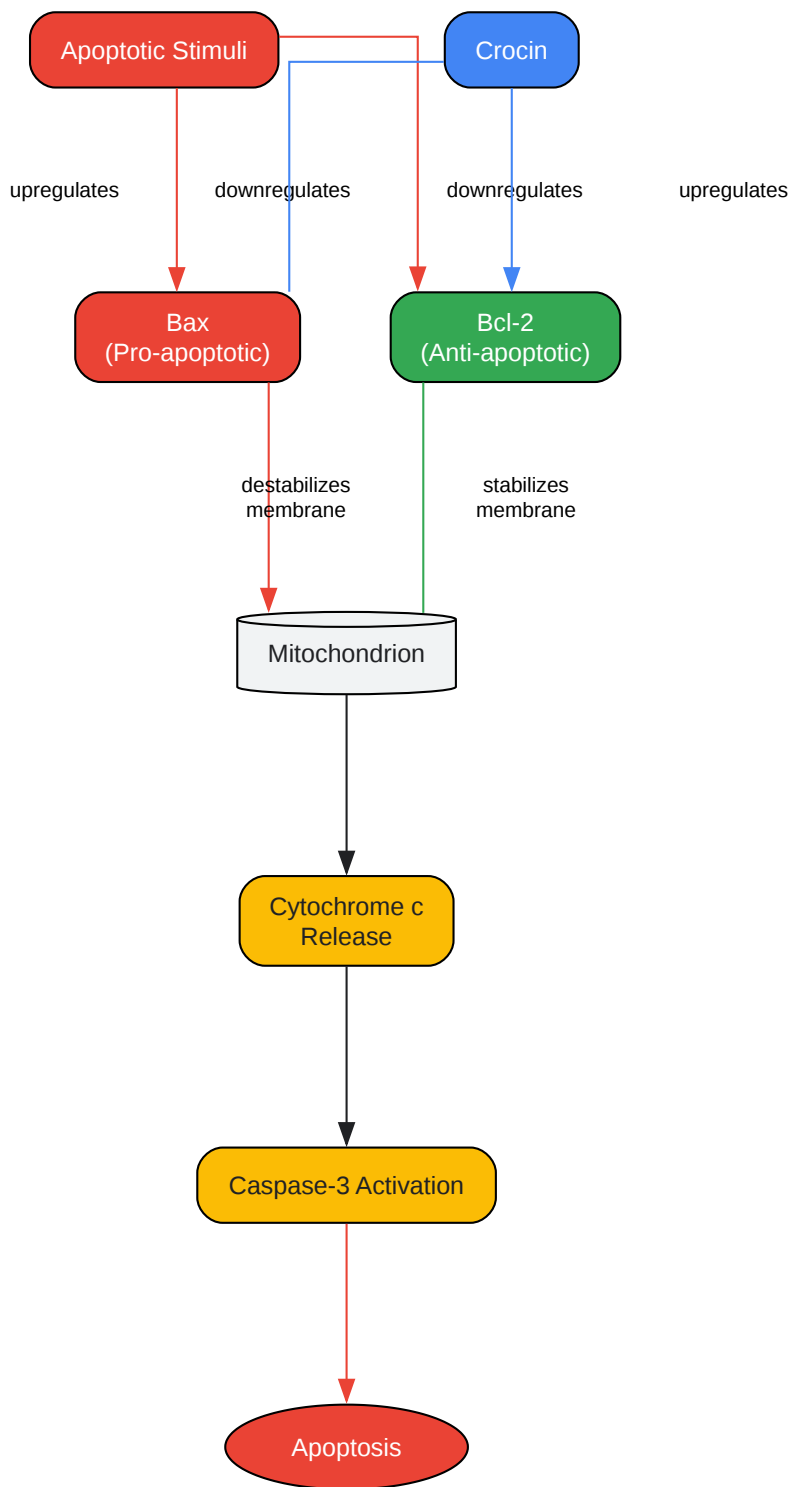 Apoptotic Stimuli
Crocin
upregulates
downregulates
downregulates
upregulates
Bax
(Pro-apoptotic)
Bcl-2
(Anti-apoptotic)
destabilizes
membrane
stabilizes
membrane
Mitochondrion
Cytochrome c
Release
Caspase-3 Activation
Apoptosis